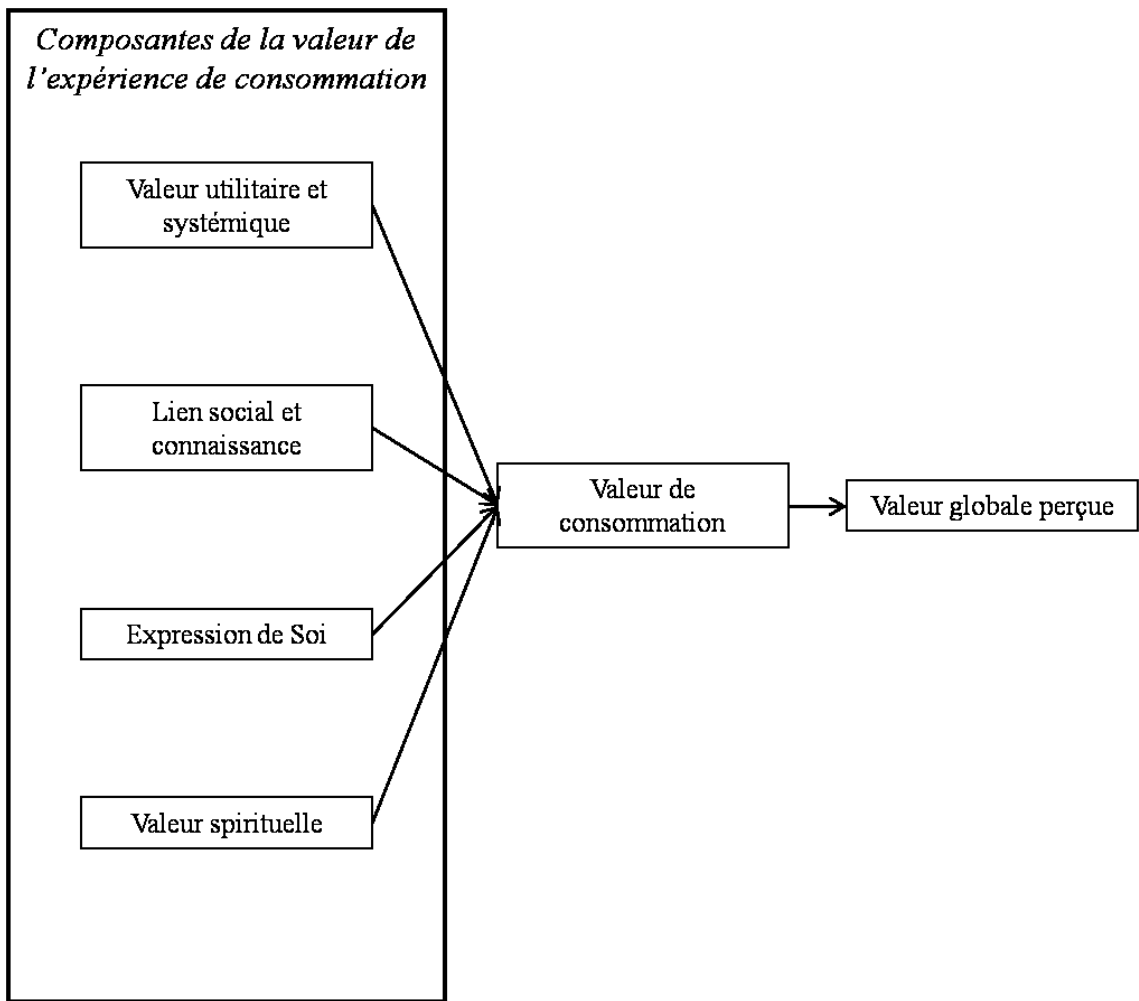 Composantes de la valeur de
l'expérience de consommation
Valeur utilitaire et
systémique
Lien social et
connaissance
Expression de Soi
Valeur spirituelle
Valeur de
consommation
Valeur globale perçue